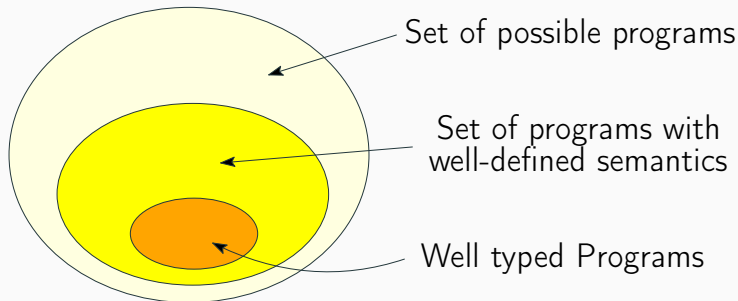 Set of possible programs
Set of programs with
well-defined semantics
Well typed Programs